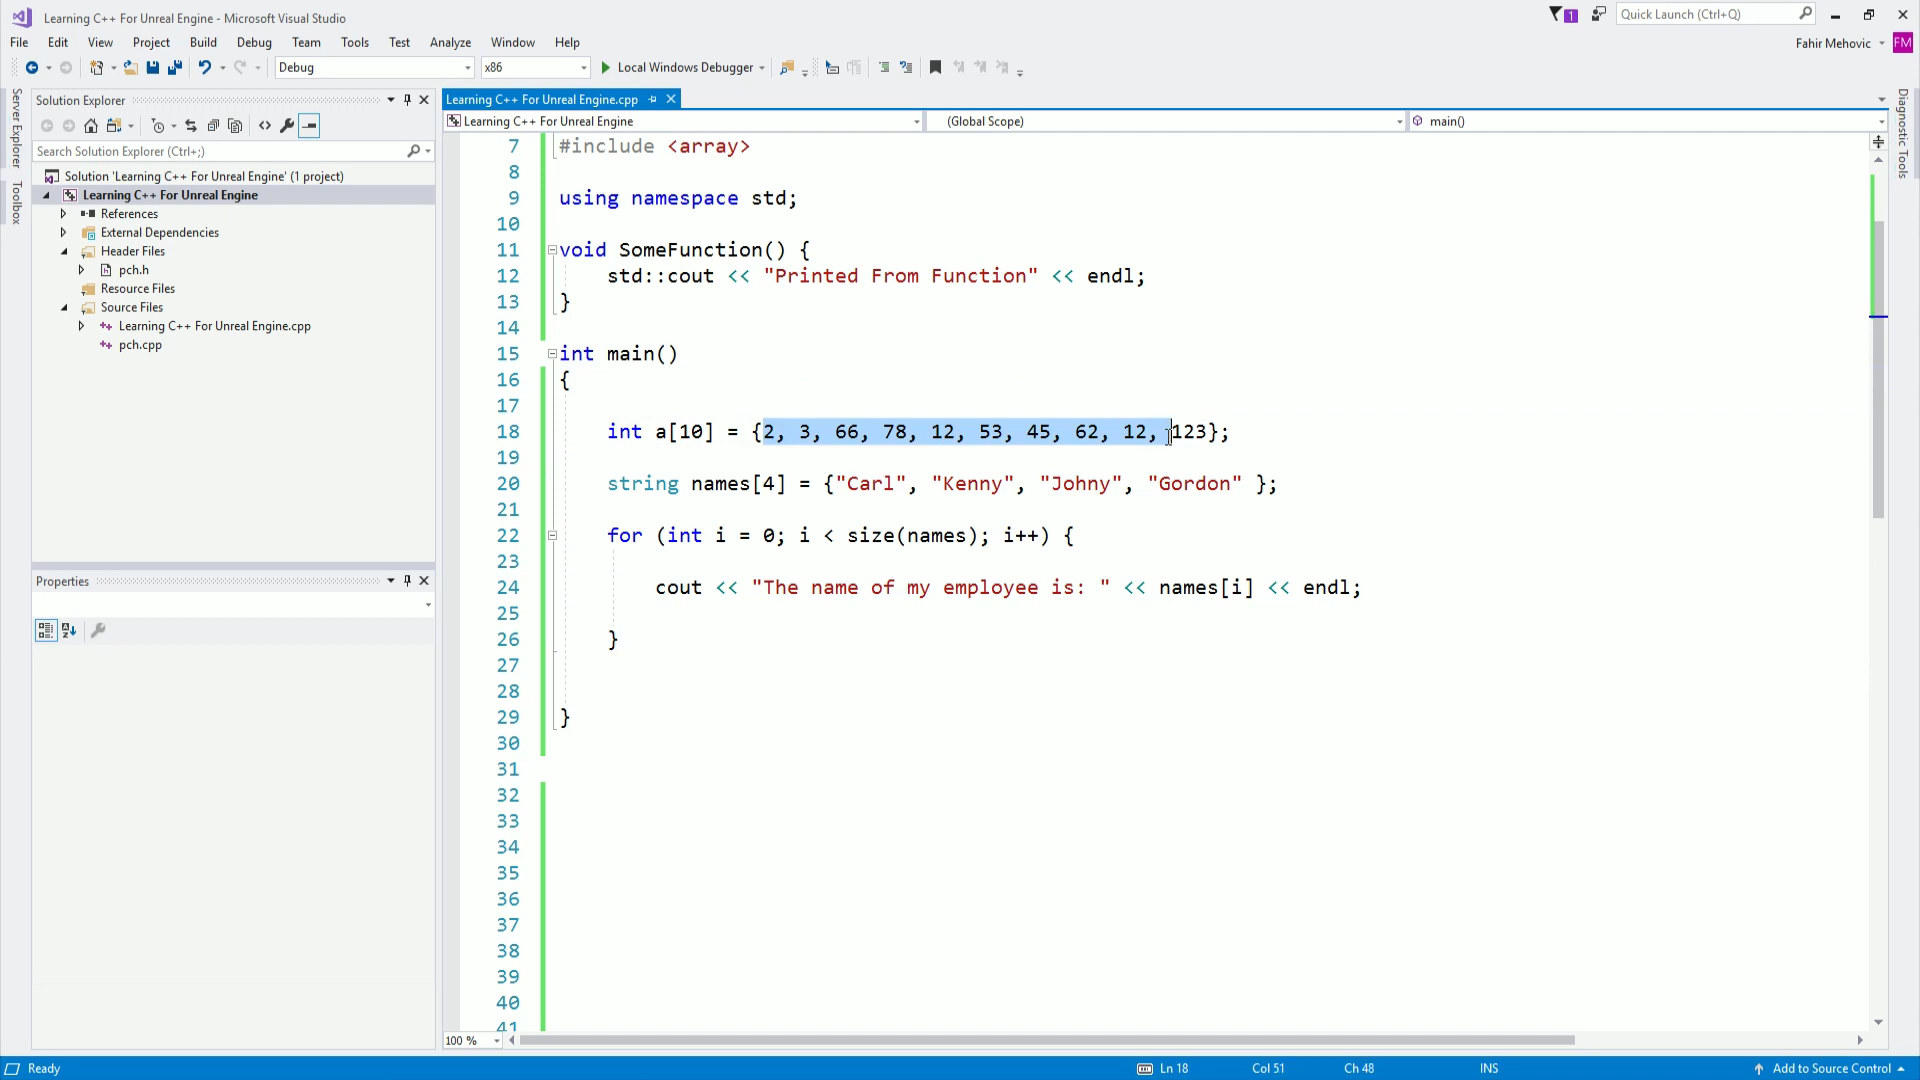 Learning C++ For Unreal Engine - Microsoft Visual Studio
1
Quick Launch (Ctrl+Q)
File Edit View Project Build Debug Team Tools Test Analyze Window Help
Fahir Mehovic
FM
Debug
x86
Local Windows Debugger
Server Explorer
Toolbox
Solution Explorer
Search Solution Explorer (Ctrl+;)
Solution 'Learning C++ For Unreal Engine' (1 project)
Learning C++ For Unreal Engine
References
External Dependencies
Header Files
pch.h
Resource Files
Source Files
Learning C++ For Unreal Engine.cpp
pch.cpp
Properties
Learning C++ For Unreal Engine.cpp
Learning C++ For Unreal Engine
(Global Scope)
main()
Diagnostic Tools
7 #include <array>
8
9 using namespace std;
10
11 void SomeFunction() {
12 std::cout << "Printed From Function" << endl;
13 }
14
15 int main()
16 {
17
18 int a[10] = {2, 3, 66, 78, 12, 53, 45, 62, 12, 123};
19
20 string names[4] = {"Carl", "Kenny", "Johny", "Gordon" };
21
22 for (int i = 0; i < size(names); i++) {
23
24 cout << "The name of my employee is: " << names[i] << endl;
25
26 }
27
28
29 }
30
31
32
33
34
35
36
37
38
39
40
41
100 %
Ready
Ln 18
Col 51
Ch 48
INS
Add to Source Control